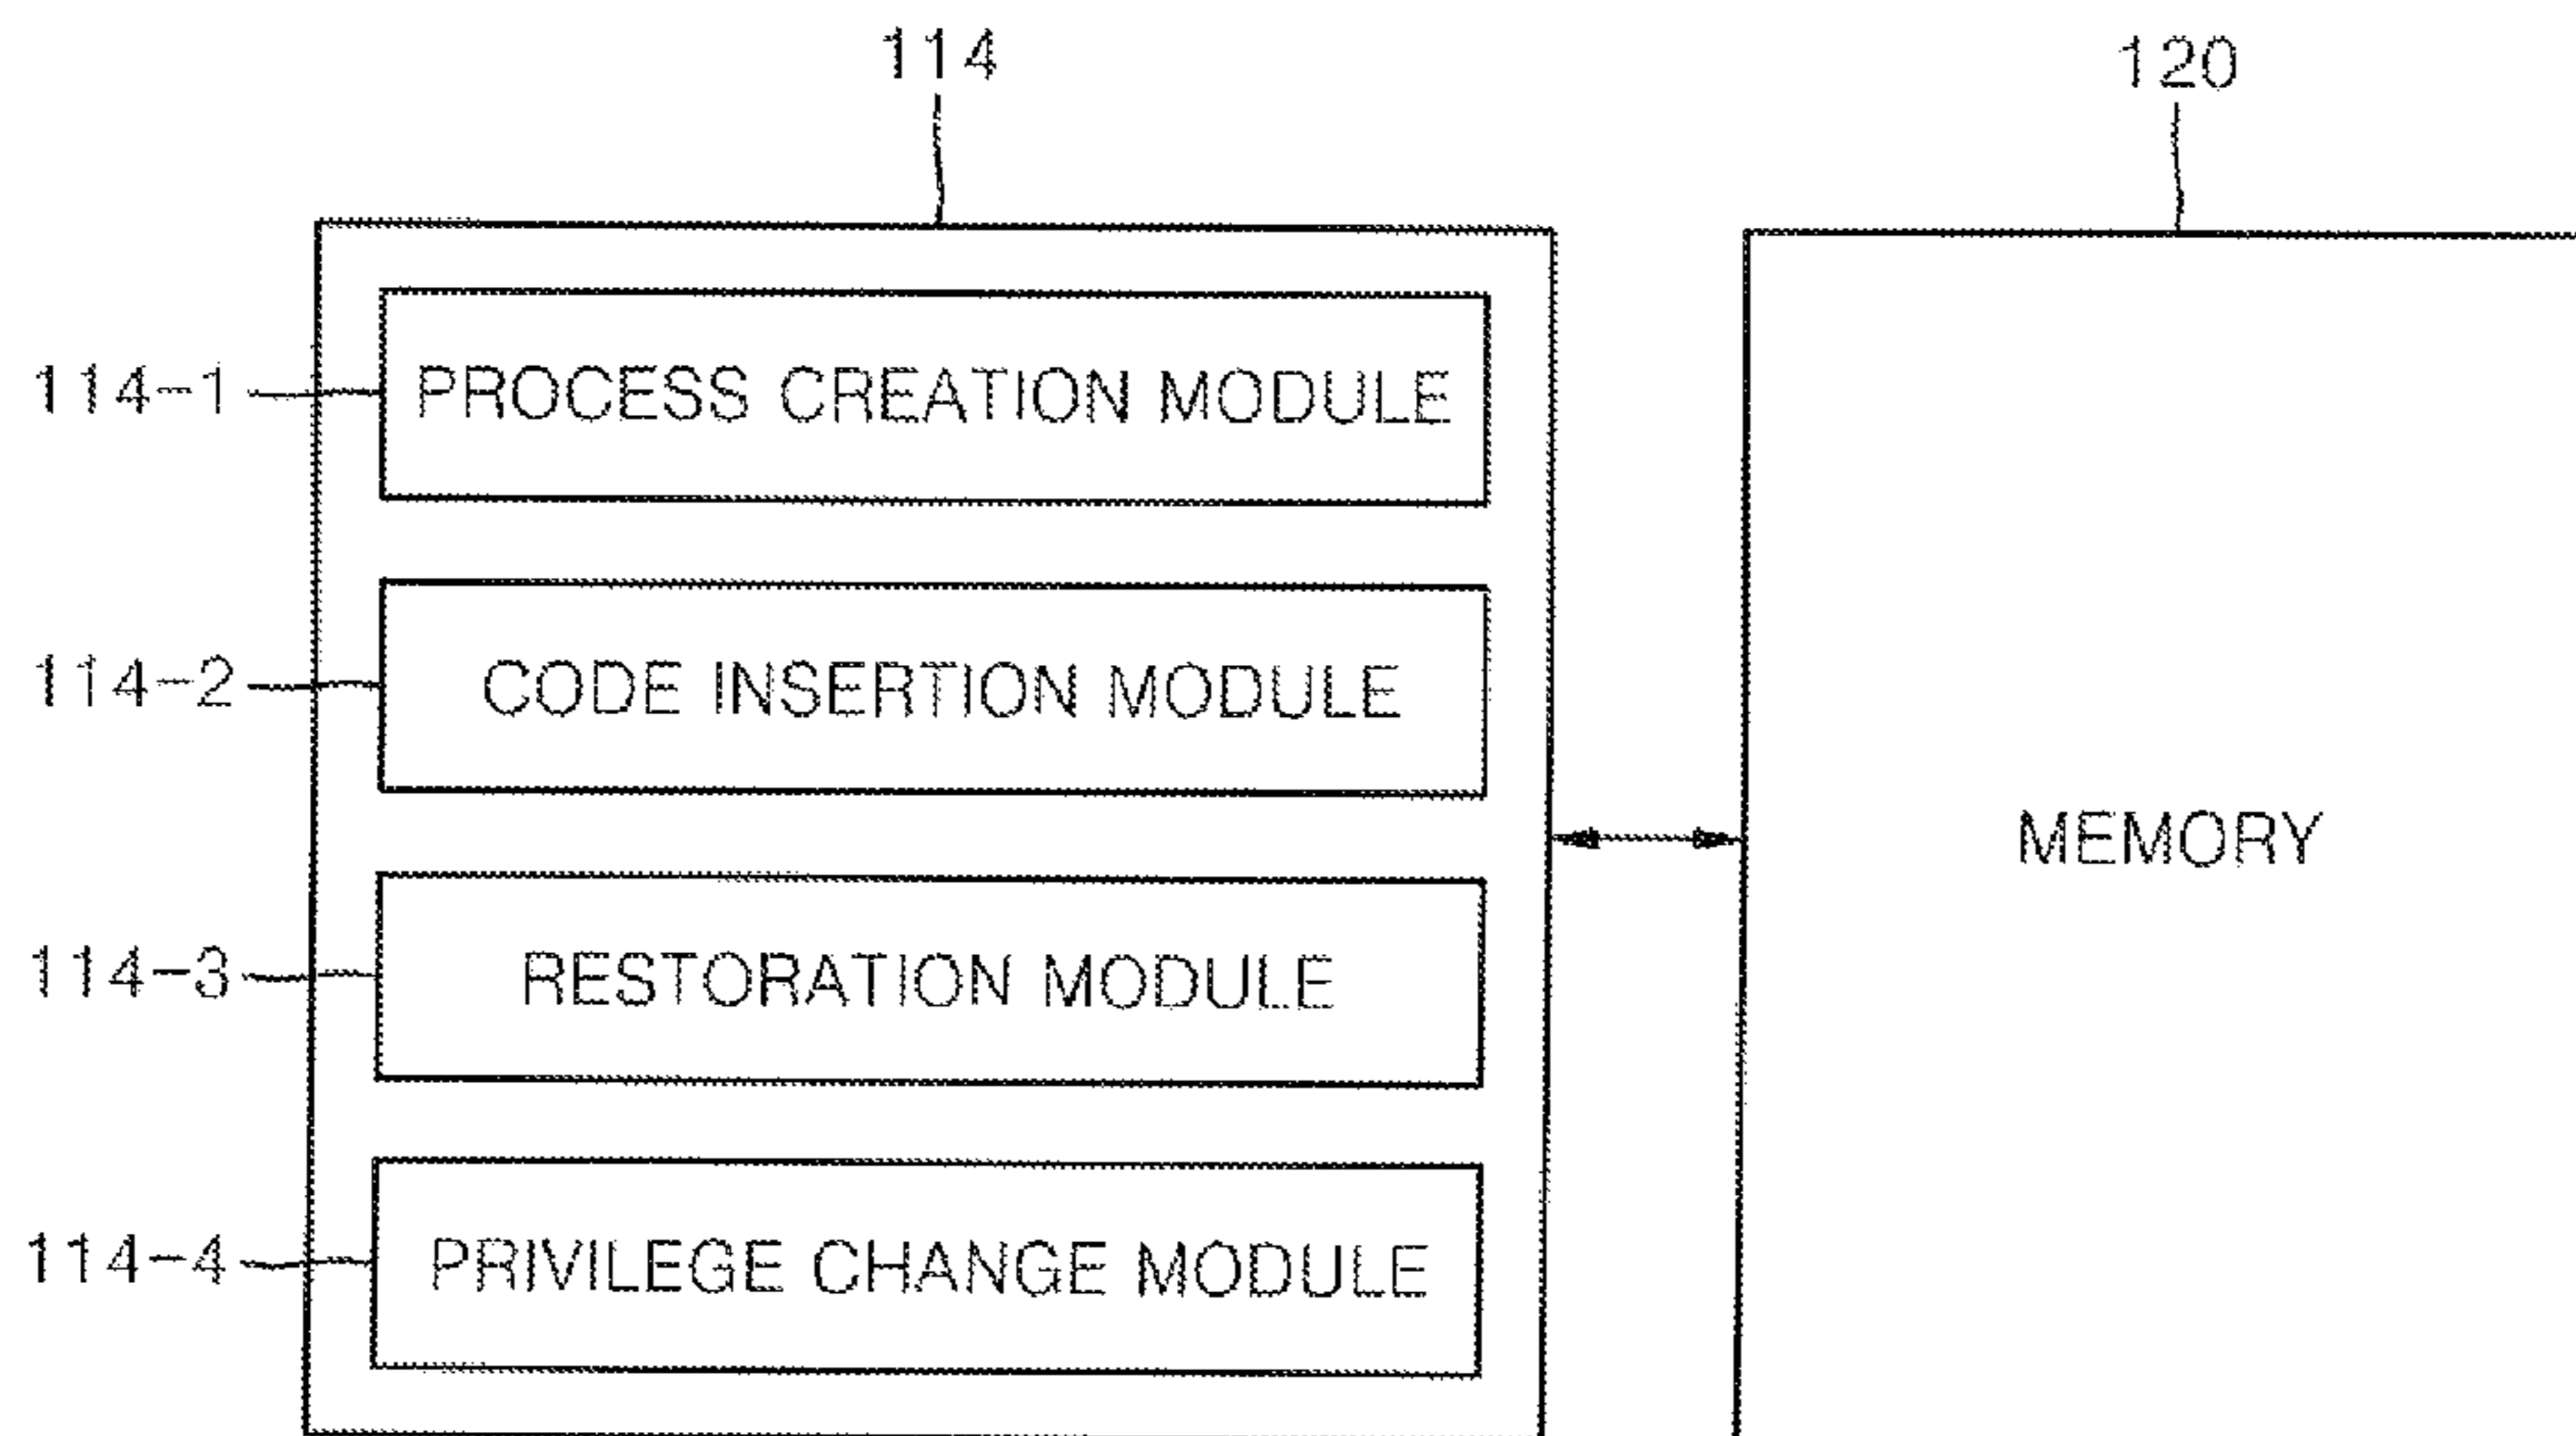 114
120
114-1
PROCESS CREATION MODULE
114-2
CODE INSERTION MODULE
MEMORY
114-3
RESTORATION MODULE
114-4
PRIVILEGE CHANGE MODULE